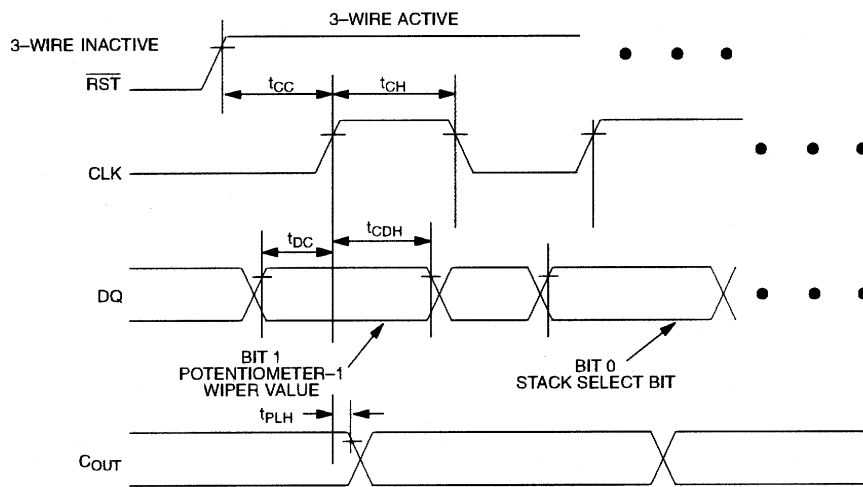 3–WIRE ACTIVE
3–WIRE INACTIVE
RST
tCC
tCH
CLK
tDC
tCDH
DQ
BIT 1
POTENTIOMETER–1
WIPER VALUE
BIT 0
STACK SELECT BIT
tPLH
COUT